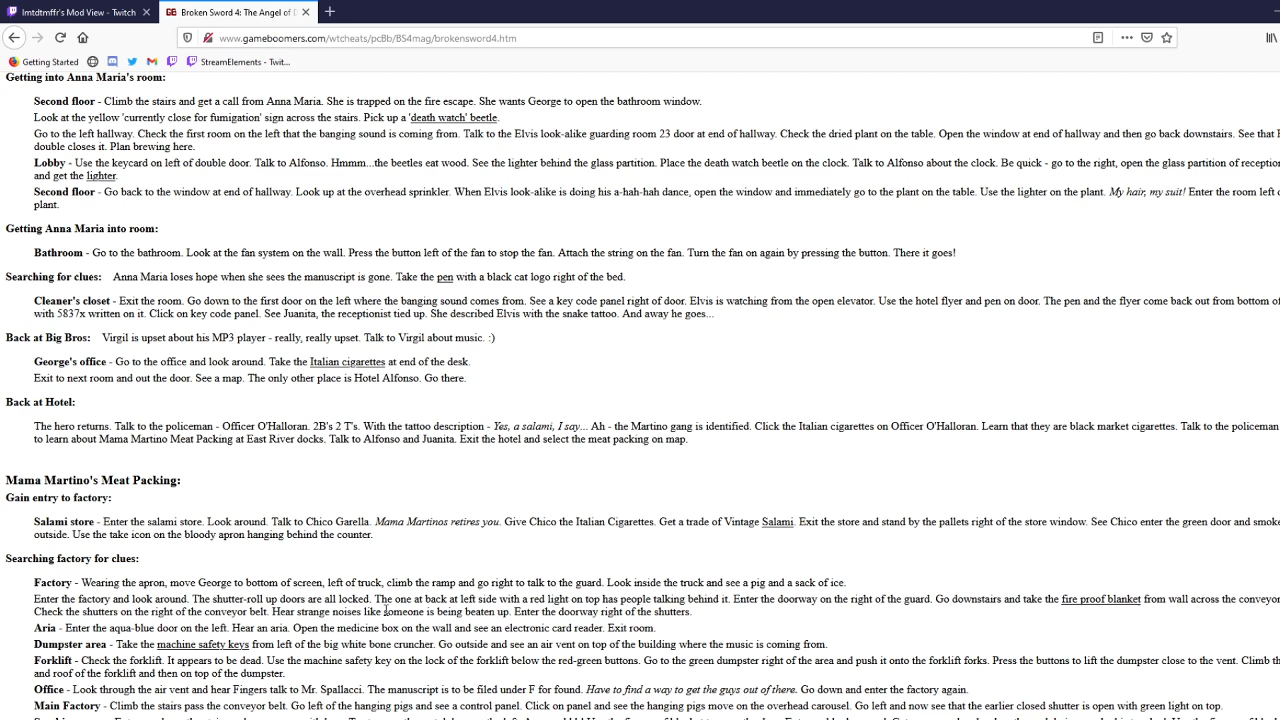 lmtdtmffr's Mod View - Twitch
Broken Sword 4: The Angel of D
www.gameboomers.com/wtcheats/pcBb/BS4mag/brokensword4.htm
Getting Started
StreamElements - Twit...
Getting into Anna Maria's room:
Second floor - Climb the stairs and get a call from Anna Maria. She is trapped on the fire escape. She wants George to open the bathroom window.
Look at the yellow 'currently close for fumigation' sign across the stairs. Pick up a 'death watch' beetle.
Go to the left hallway. Check the first room on the left that the banging sound is coming from. Talk to the Elvis look-alike guarding room 23 door at end of hallway. Check the dried plant on the table. Open the window at end of hallway and then go back downstairs. See that E
double closes it. Plan brewing here.
Lobby - Use the keycard on left of double door. Talk to Alfonso. Hmmm...the beetles eat wood. See the lighter behind the glass partition. Place the death watch beetle on the clock. Talk to Alfonso about the clock. Be quick - go to the right, open the glass partition of reception
and get the lighter.
Second floor - Go back to the window at end of hallway. Look up at the overhead sprinkler. When Elvis look-alike is doing his a-hah-hah dance, open the window and immediately go to the plant on the table. Use the lighter on the plant. My hair, my suit! Enter the room left o
plant.
Getting Anna Maria into room:
Bathroom - Go to the bathroom. Look at the fan system on the wall. Press the button left of the fan to stop the fan. Attach the string on the fan. Turn the fan on again by pressing the button. There it goes!
Searching for clues: Anna Maria loses hope when she sees the manuscript is gone. Take the pen with a black cat logo right of the bed.
Cleaner's closet - Exit the room. Go down to the first door on the left where the banging sound comes from. See a key code panel right of door. Elvis is watching from the open elevator. Use the hotel flyer and pen on door. The pen and the flyer come back out from bottom of
with 5837x written on it. Click on key code panel. See Juanita, the receptionist tied up. She described Elvis with the snake tattoo. And away he goes...
Back at Big Bros: Virgil is upset about his MP3 player - really, really upset. Talk to Virgil about music. :)
George's office - Go to the office and look around. Take the Italian cigarettes at end of the desk.
Exit to next room and out the door. See a map. The only other place is Hotel Alfonso. Go there.
Back at Hotel:
The hero returns. Talk to the policeman - Officer O'Halloran. 2B's 2 T's. With the tattoo description - Yes, a salami, I say... Ah - the Martino gang is identified. Click the Italian cigarettes on Officer O'Halloran. Learn that they are black market cigarettes. Talk to the policeman
to learn about Mama Martino Meat Packing at East River docks. Talk to Alfonso and Juanita. Exit the hotel and select the meat packing on map.
Mama Martino's Meat Packing:
Gain entry to factory:
Salami store - Enter the salami store. Look around. Talk to Chico Garella. Mama Martinos retires you. Give Chico the Italian Cigarettes. Get a trade of Vintage Salami. Exit the store and stand by the pallets right of the store window. See Chico enter the green door and smoke
outside. Use the take icon on the bloody apron hanging behind the counter.
Searching factory for clues:
Factory - Wearing the apron, move George to bottom of screen, left of truck, climb the ramp and go right to talk to the guard. Look inside the truck and see a pig and a sack of ice.
Enter the factory and look around. The shutter-roll up doors are all locked. The one at back at left side with a red light on top has people talking behind it. Enter the doorway on the right of the guard. Go downstairs and take the fire proof blanket from wall across the conveyor
Check the shutters on the right of the conveyor belt. Hear strange noises like someone is being beaten up. Enter the doorway right of the shutters.
Aria - Enter the aqua-blue door on the left. Hear an aria. Open the medicine box on the wall and see an electronic card reader. Exit room.
Dumpster area - Take the machine safety keys from left of the big white bone cruncher. Go outside and see an air vent on top of the building where the music is coming from.
Forklift - Check the forklift. It appears to be dead. Use the machine safety key on the lock of the forklift below the red-green buttons. Go to the green dumpster right of the area and push it onto the forklift forks. Press the buttons to lift the dumpster close to the vent. Climb th
and roof of the forklift and then on top of the dumpster.
Office - Look through the air vent and hear Fingers talk to Mr. Spallacci. The manuscript is to be filed under F for found. Have to find a way to get the guys out of there. Go down and enter the factory again.
Main Factory - Climb the stairs pass the conveyor belt. Go left of the hanging pigs and see a control panel. Click on panel and see the hanging pigs move on the overhead carousel. Go left and now see that the earlier closed shutter is open with green light on top.